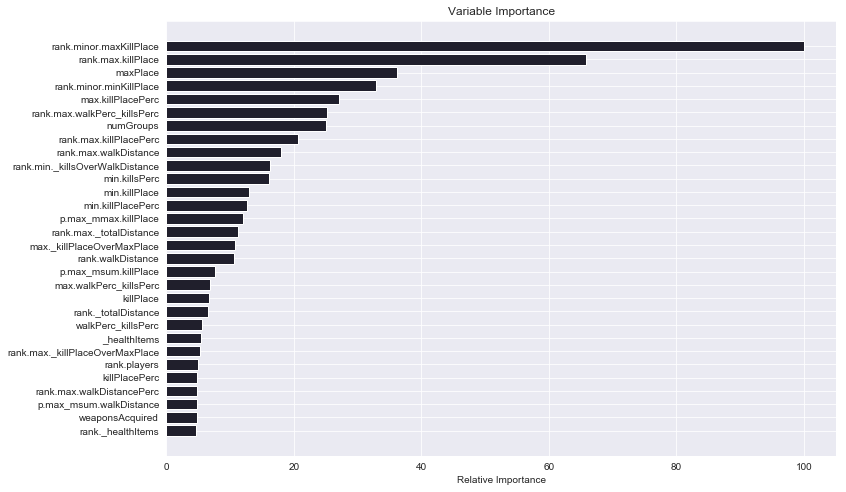 Variable Importance
rank.minor.maxKillPlace
rank.max.killPlace
maxPlace
rank.minor.minKillPlace
max.killPlacePerc
rank.max.walkPerc_killsPerc
numGroups
rank.max.killPlacePerc
rank.max.walkDistance
rank.min._killsOverWalkDistance
min.killsPerc
min.killPlace
min.killPlacePerc
p.max_mmax.killPlace
rank.max._totalDistance
max._killPlaceOverMaxPlace
rank.walkDistance
p.max_msum.killPlace
max.walkPerc_killsPerc
killPlace
rank._totalDistance
walkPerc_killsPerc
_healthItems
rank.max._killPlaceOverMaxPlace
rank.players
killPlacePerc
rank.max.walkDistancePerc
p.max_msum.walkDistance
weaponsAcquired
rank._healthItems
0 20 40 60 80 100
Relative Importance